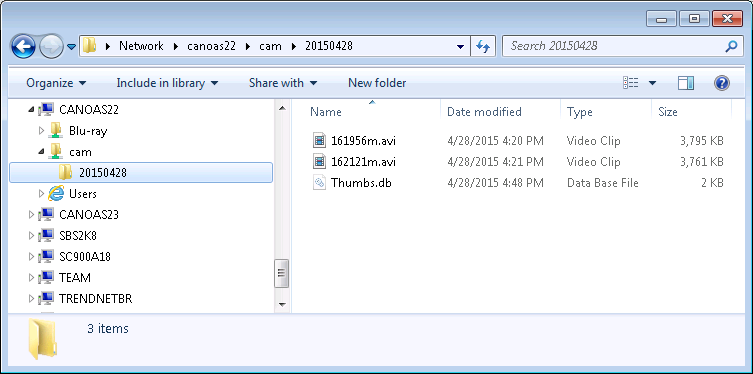 Network canoas22 cam 20150428 Search 20150428
Organize Include in library Share with New folder
Name Date modified Type Size
CANOAS22
Blu-ray
cam
20150428
Users
CANOAS23
SBS2K8
SC900A18
TEAM
TRENDNETBR
161956m.avi 4/28/2015 4:20 PM Video Clip 3,795 KB
162121m.avi 4/28/2015 4:21 PM Video Clip 3,761 KB
Thumbs.db 4/28/2015 4:48 PM Data Base File 2 KB
3 items